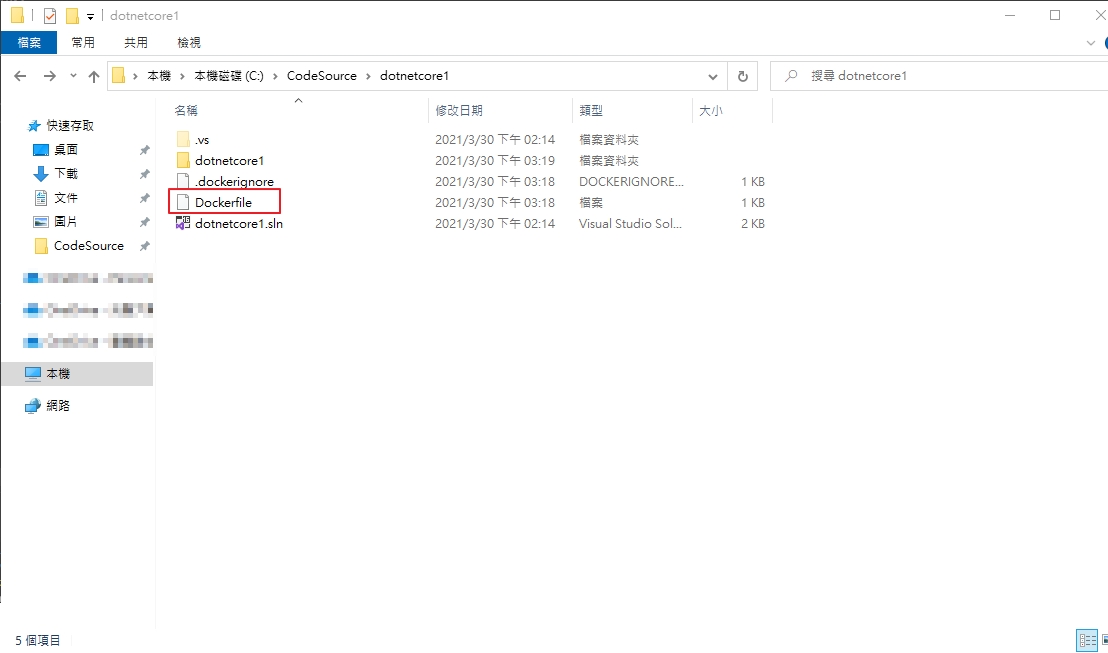 dotnetcore1
檔案 常用 共用 檢視
本機 本機磁碟 (C:) CodeSource dotnetcore1 搜尋 dotnetcore1
名稱 修改日期 類型 大小
快速存取
桌面
下載
文件
圖片
CodeSource
本機
網路
.vs 2021/3/30 下午 02:14 檔案資料夾
dotnetcore1 2021/3/30 下午 03:19 檔案資料夾
.dockerignore 2021/3/30 下午 03:18 DOCKERIGNORE... 1 KB
Dockerfile 2021/3/30 下午 03:18 檔案 1 KB
dotnetcore1.sln 2021/3/30 下午 02:14 Visual Studio Sol... 2 KB
5 個項目